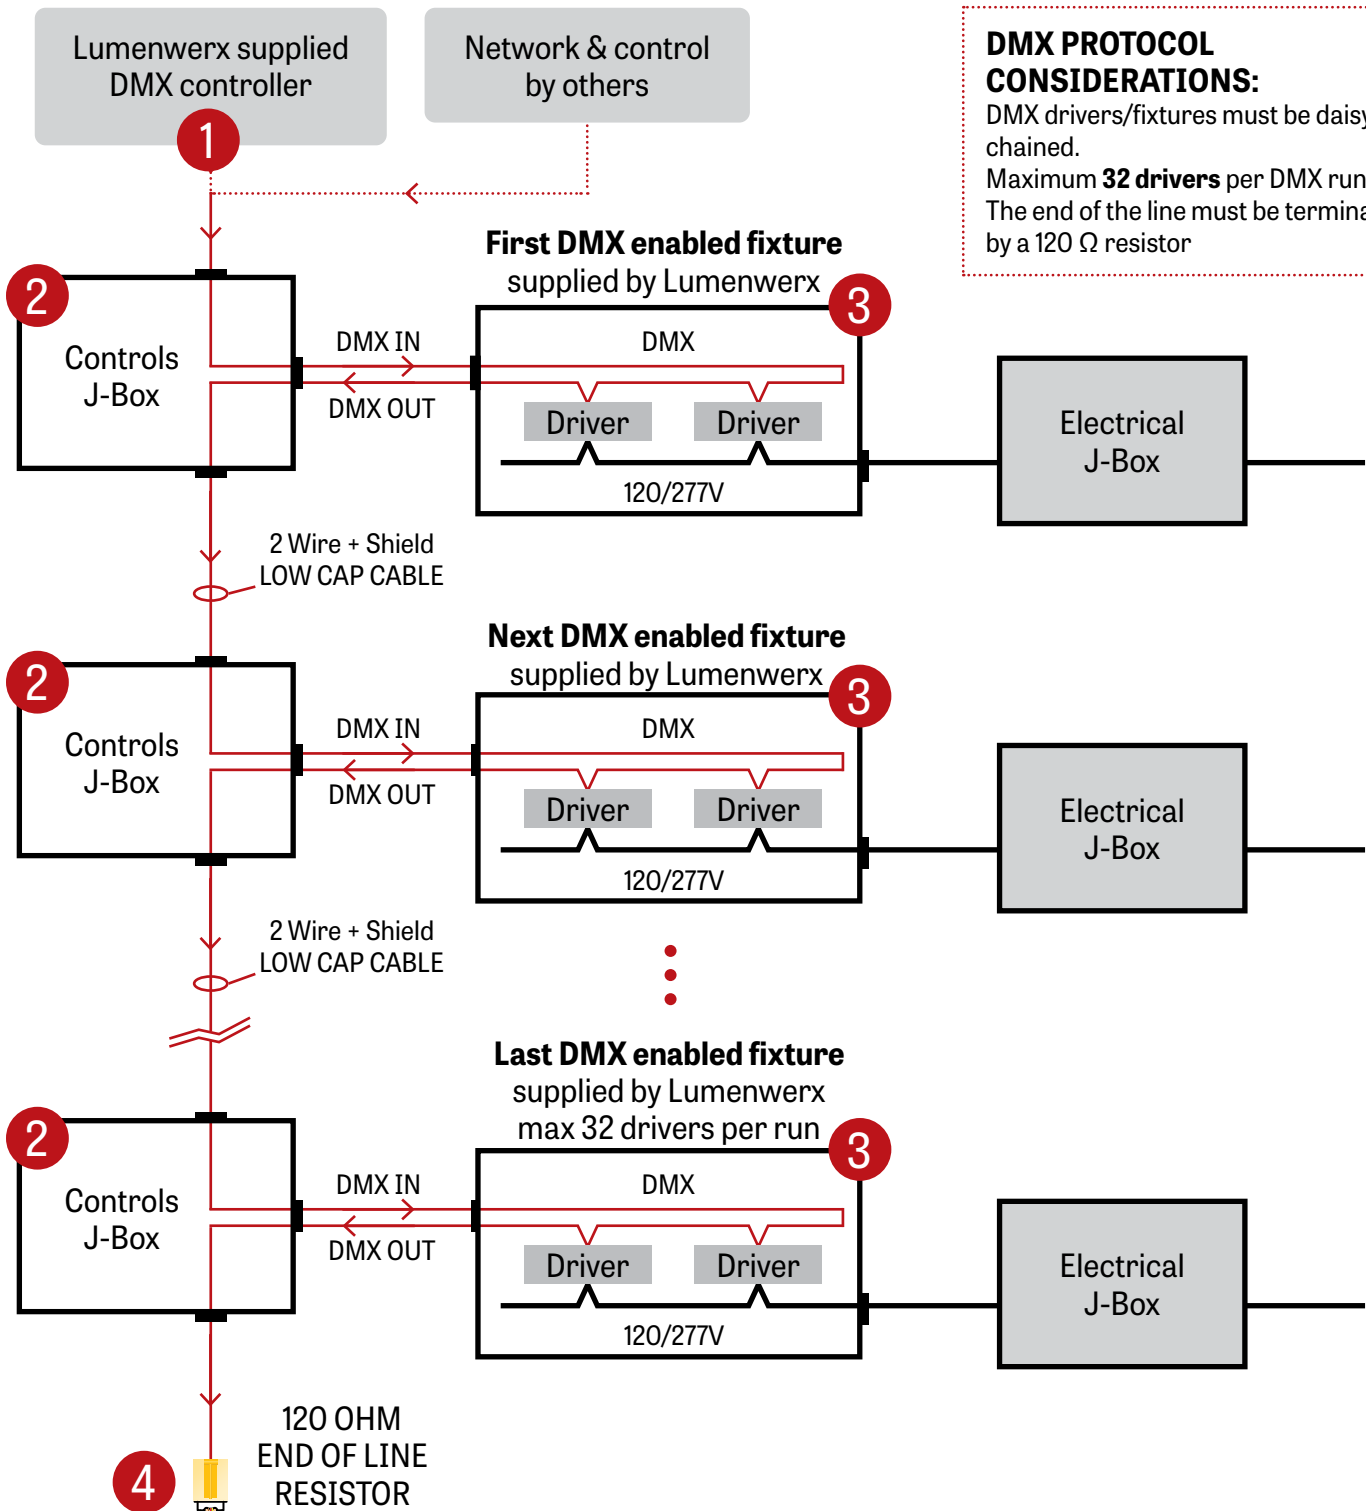 Lumenwerx supplied
DMX controller
1
Network & control
by others
DMX PROTOCOL
CONSIDERATIONS:
DMX drivers/fixtures must be daisy
chained.
Maximum 32 drivers per DMX run
The end of the line must be termina
by a 120 Ω resistor
First DMX enabled fixture
supplied by Lumenwerx
2
Controls
J-Box
DMX IN
DMX OUT
3
DMX
Driver
Driver
120/277V
Electrical
J-Box
2 Wire + Shield
LOW CAP CABLE
Next DMX enabled fixture
supplied by Lumenwerx
2
Controls
J-Box
DMX IN
DMX OUT
3
DMX
Driver
Driver
120/277V
Electrical
J-Box
2 Wire + Shield
LOW CAP CABLE
Last DMX enabled fixture
supplied by Lumenwerx
max 32 drivers per run
2
Controls
J-Box
DMX IN
DMX OUT
3
DMX
Driver
Driver
120/277V
Electrical
J-Box
4
120 OHM
END OF LINE
RESISTOR